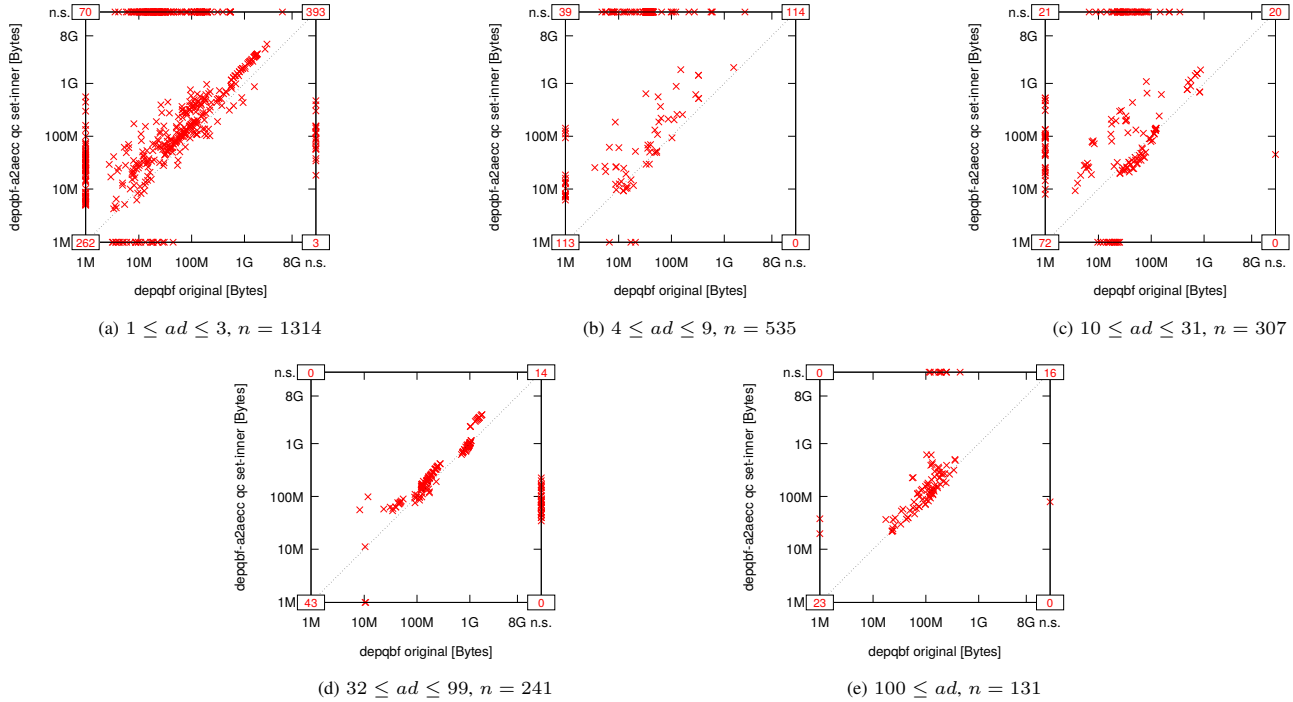 n.s.
70
393
8G
1G
100M
10M
1M
262
3
1M
10M
100M
1G
8G n.s.
depqbf-a2aecc qc set-inner [Bytes]
depqbf original [Bytes]
(a) 1 ≤ ad ≤ 3, n = 1314
n.s.
39
114
8G
1G
100M
10M
1M
113
0
1M
10M
100M
1G
8G n.s.
depqbf-a2aecc qc set-inner [Bytes]
depqbf original [Bytes]
(b) 4 ≤ ad ≤ 9, n = 535
n.s.
21
20
8G
1G
100M
10M
1M
72
0
1M
10M
100M
1G
8G n.s.
depqbf-a2aecc qc set-inner [Bytes]
depqbf original [Bytes]
(c) 10 ≤ ad ≤ 31, n = 307
n.s.
0
14
8G
1G
100M
10M
1M
43
0
1M
10M
100M
1G
8G n.s.
depqbf-a2aecc qc set-inner [Bytes]
depqbf original [Bytes]
(d) 32 ≤ ad ≤ 99, n = 241
n.s.
0
16
8G
1G
100M
10M
1M
23
0
1M
10M
100M
1G
8G n.s.
depqbf-a2aecc qc set-inner [Bytes]
depqbf original [Bytes]
(e) 100 ≤ ad, n = 131